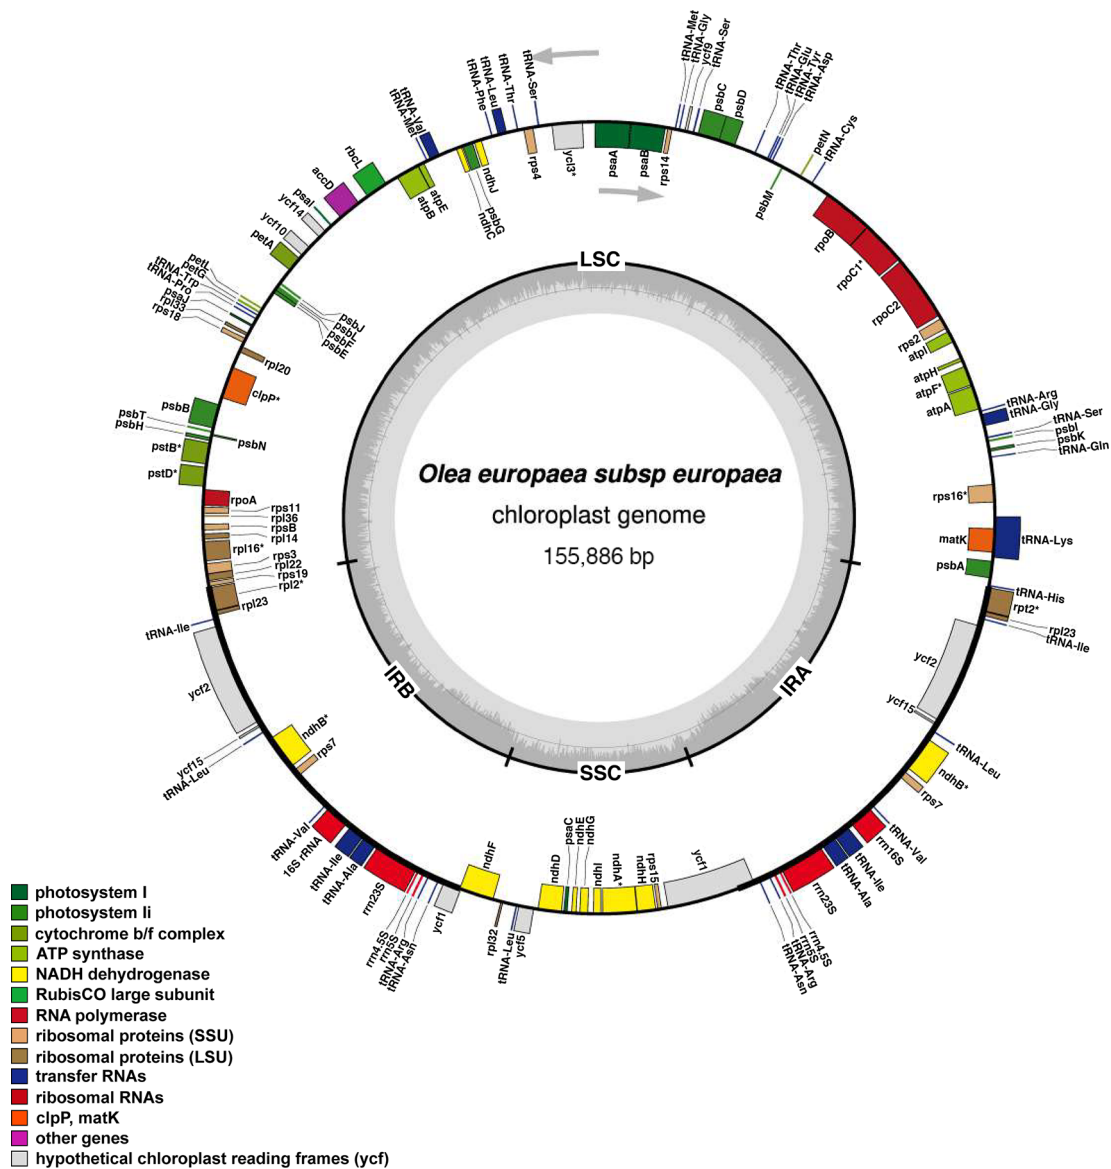 tRNA-Met
tRNA-Gly
ycf9
tRNA-Ser
psbC
psbD
tRNA-Thr
tRNA-Glu
tRNA-Tyr
tRNA-Asp
petN
tRNA-Cys
psbM
rpoB
rpoC1*
rpoC2
rps2
atpI
atpH
atpF*
atpA
tRNA-Arg
tRNA-Gly
tRNA-Ser
psbI
psbK
tRNA-Gln
rps16*
matK
tRNA-Lys
psbA
tRNA-His
rpt2*
rpl23
tRNA-Ile
ycf2
ycf15
tRNA-Leu
ndhB*
rps7
tRNA-Val
rrn16S
tRNA-Ile
tRNA-Ala
rrn23S
rrn4.5S
rrn5S
tRNA-Arg
tRNA-Asn
ycf1
rps15
ndhH
ndhA*
ndhI
ndhG
ndhE
psaC
ndhD
ycf5
tRNA-Leu
rpl32
ndhF
ycf1
tRNA-Asn
tRNA-Arg
rrn5S
rrn4.5S
rrn23S
tRNA-Ala
tRNA-Ile
16S rRNA
tRNA-Val
rps7
ndhB*
tRNA-Leu
ycf15
ycf2
tRNA-Ile
rpl23
rpl2*
rps19
rpl22
rps3
rpl16*
rpl14
rpsB
rpl36
rps11
rpoA
pstD*
pstB*
psbN
psbH
psbT
psbB
clpP*
rpl20
rps18
rpl33
psaJ
tRNA-Pro
tRNA-Trp
petG
petL
psbE
psbF
psbL
psbJ
petA
ycf10
ycf14
psaI
accD
rbcL
atpB
atpE
tRNA-Met
tRNA-Val
ndhC
psbG
ndhJ
tRNA-Phe
tRNA-Leu
tRNA-Thr
tRNA-Ser
rps4
ycf3*
psaA
psaB
rps14
LSC
IRA
SSC
IRB
Olea europaea subsp europaea
chloroplast genome
155,886 bp
photosystem I
photosystem Ii
cytochrome b/f complex
ATP synthase
NADH dehydrogenase
RubisCO large subunit
RNA polymerase
ribosomal proteins (SSU)
ribosomal proteins (LSU)
transfer RNAs
ribosomal RNAs
clpP, matK
other genes
hypothetical chloroplast reading frames (ycf)